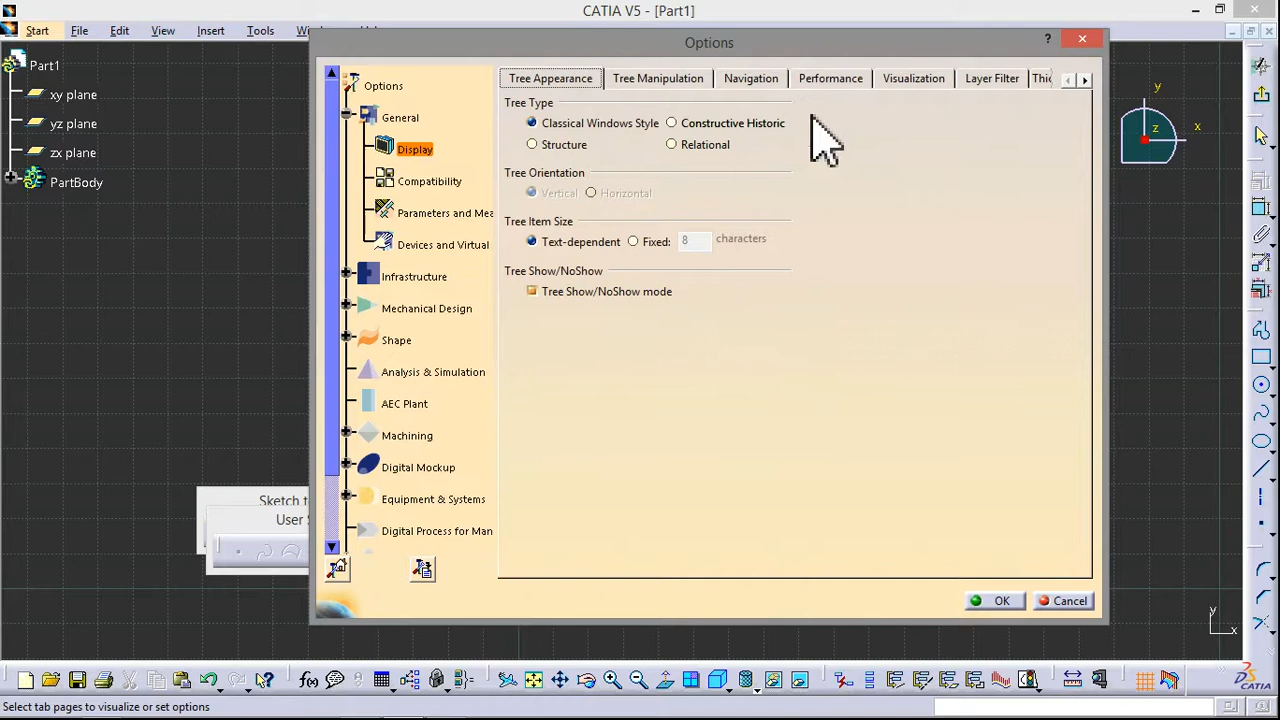 CATIA V5 - [Part1]
Start
File
Edit
View
Insert
Tools
Part1
xy plane
yz plane
zx plane
PartBody
Options
?
Options
General
Display
Compatibility
Parameters and Mea
Devices and Virtual
Infrastructure
Mechanical Design
Shape
Analysis & Simulation
AEC Plant
Machining
Digital Mockup
Equipment & Systems
Digital Process for Man
Tree Appearance
Tree Manipulation
Navigation
Performance
Visualization
Layer Filter
Tree Type
Classical Windows Style
Constructive Historic
Structure
Relational
Tree Orientation
Vertical
Horizontal
Tree Item Size
Text-dependent
Fixed:
8
characters
Tree Show/NoShow
Tree Show/NoShow mode
OK
Cancel
Sketch t
User S
y
z
x
y
x
f(x)
CATIA
Select tab pages to visualize or set options